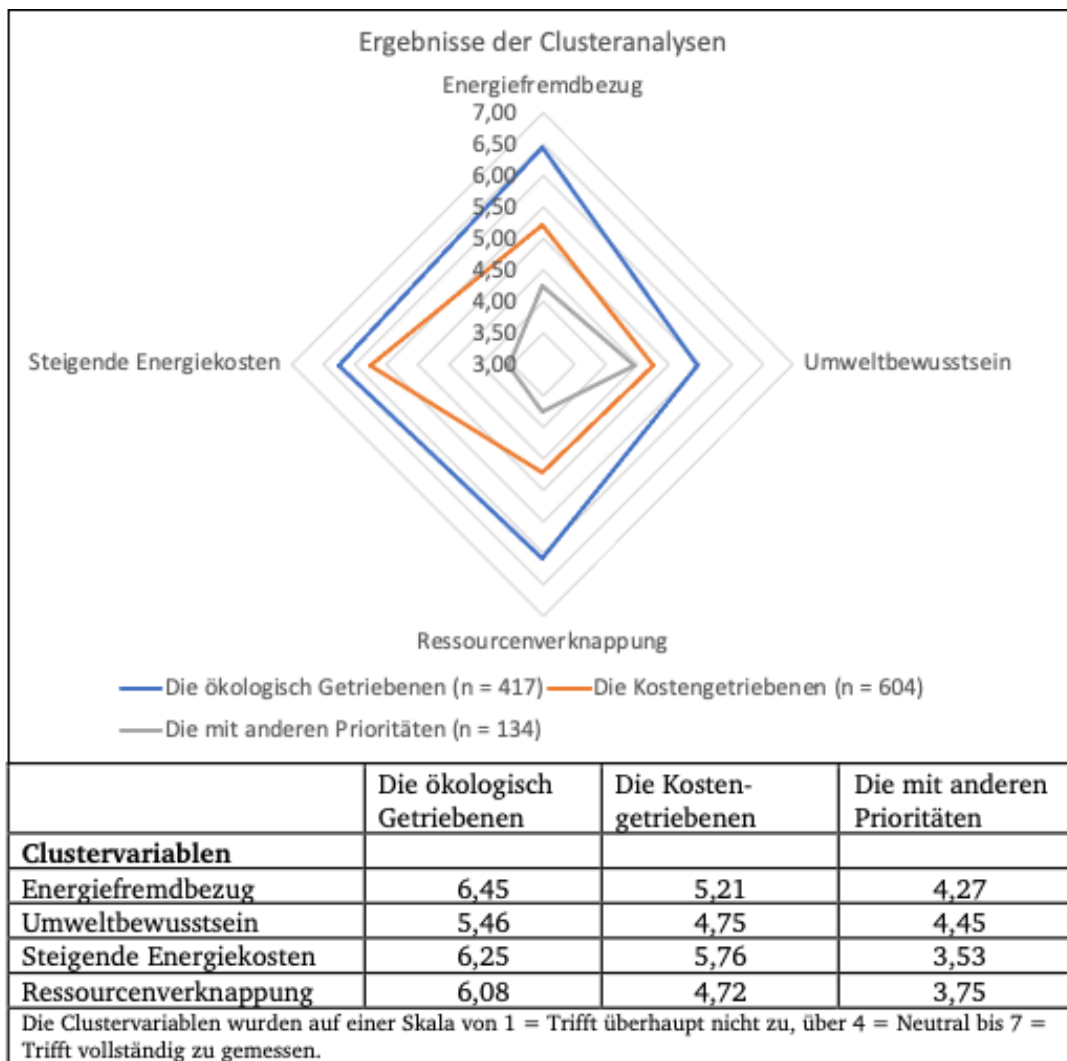 Ergebnisse der Clusteranalysen
Energiefremdbezug
7,00
6,50
6,00
5,50
5,00
4,50
4,00
3,50
Steigende Energiekosten 3,00 Umweltbewusstsein
Ressourcenverknappung
Die ökologisch Getriebenen (n = 417) Die Kostengetriebenen (n = 604)
Die mit anderen Prioritäten (n = 134)
Die ökologisch Die Kosten- Die mit anderen
Getriebenen getriebenen Prioritäten
Clustervariablen
Energiefremdbezug 6,45 5,21 4,27
Umweltbewusstsein 5,46 4,75 4,45
Steigende Energiekosten 6,25 5,76 3,53
Ressourcenverknappung 6,08 4,72 3,75
Die Clustervariablen wurden auf einer Skala von 1 = Trifft überhaupt nicht zu, über 4 = Neutral bis 7 =
Trifft vollständig zu gemessen.